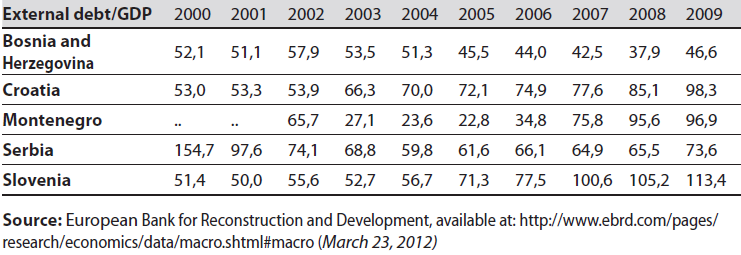 External debt/GDP 2000 2001 2002 2003 2004 2005 2006 2007 2008 2009
Bosnia and
Herzegovina 52,1 51,1 57,9 53,5 51,3 45,5 44,0 42,5 37,9 46,6
Croatia 53,0 53,3 53,9 66,3 70,0 72,1 74,9 77,6 85,1 98,3
Montenegro .. .. 65,7 27,1 23,6 22,8 34,8 75,8 95,6 96,9
Serbia 154,7 97,6 74,1 68,8 59,8 61,6 66,1 64,9 65,5 73,6
Slovenia 51,4 50,0 55,6 52,7 56,7 71,3 77,5 100,6 105,2 113,4
Source: European Bank for Reconstruction and Development, available at: http://www.ebrd.com/pages/
research/economics/data/macro.shtml#macro (March 23, 2012)